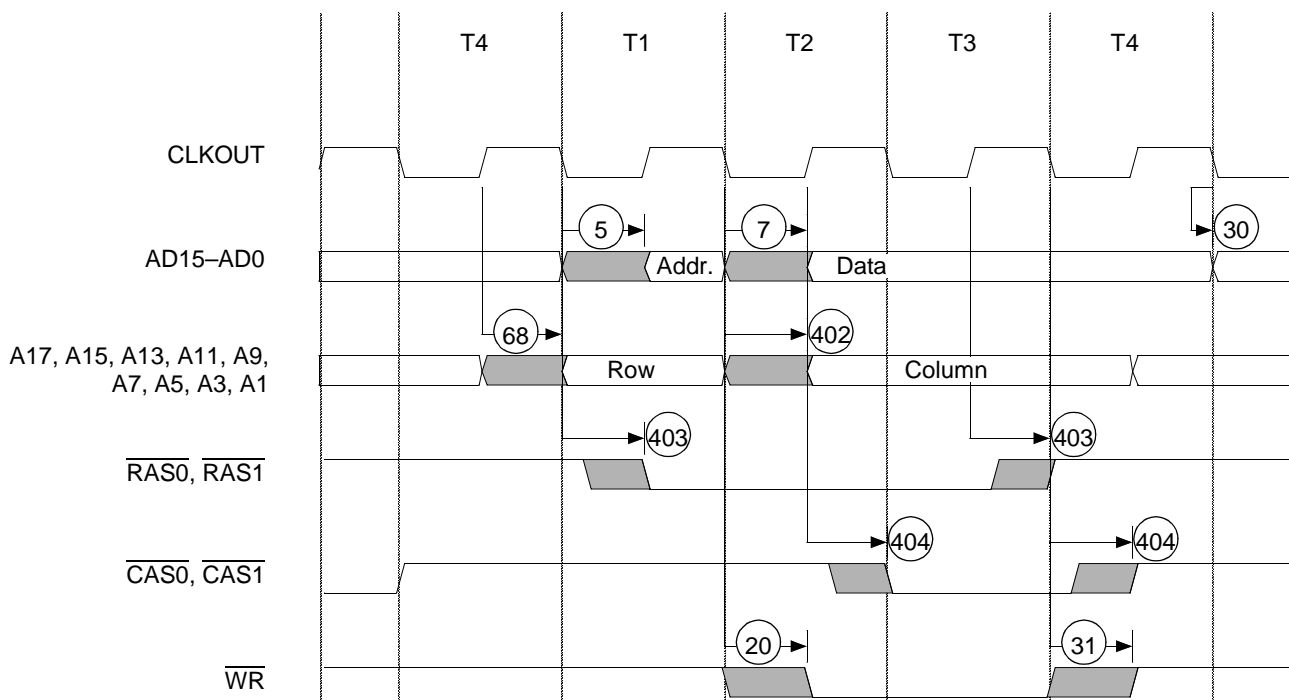 T4 T1 T2 T3 T4
CLKOUT
5 7 30
AD15–AD0 Addr. Data
68 402
A17, A15, A13, A11, A9, Row Column
A7, A5, A3, A1
403 403
RAS0, RAS1
404 404
CAS0, CAS1
20 31
WR